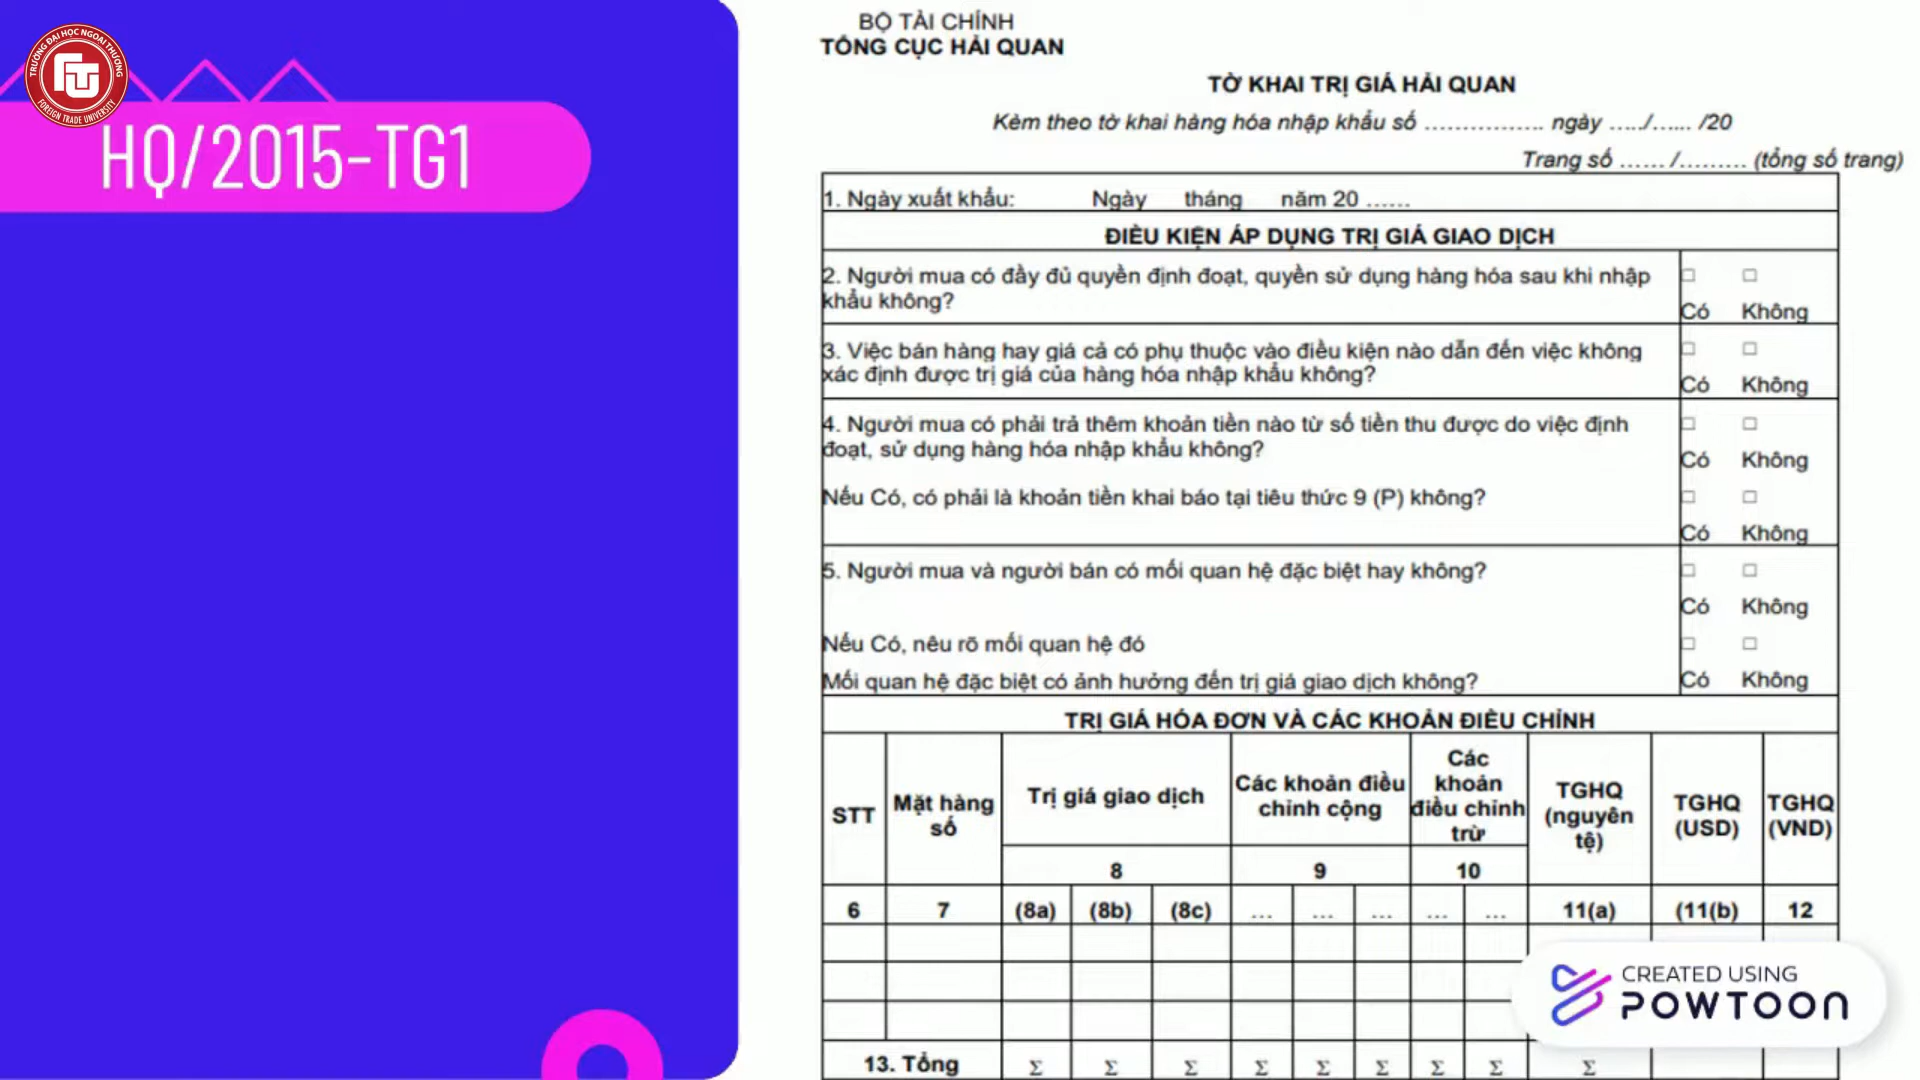 TRƯỜNG ĐẠI HỌC NGOẠI THƯƠNG
FOREIGN TRADE UNIVERSITY
HQ/2015-TG1
BỘ TÀI CHÍNH
TỔNG CỤC HẢI QUAN
TỜ KHAI TRỊ GIÁ HẢI QUAN
Kèm theo tờ khai hàng hóa nhập khẩu số ................ ngày ...../...... /20
Trang số ...... /......... (tổng số trang)
1. Ngày xuất khẩu: Ngày tháng năm 20 ......
ĐIỀU KIỆN ÁP DỤNG TRỊ GIÁ GIAO DỊCH
2. Người mua có đầy đủ quyền định đoạt, quyền sử dụng hàng hóa sau khi nhập
khẩu không?
□ □
Có Không
3. Việc bán hàng hay giá cả có phụ thuộc vào điều kiện nào dẫn đến việc không
xác định được trị giá của hàng hóa nhập khẩu không?
□ □
Có Không
4. Người mua có phải trả thêm khoản tiền nào từ số tiền thu được do việc định
đoạt, sử dụng hàng hóa nhập khẩu không?
□ □
Có Không
Nếu Có, có phải là khoản tiền khai báo tại tiêu thức 9 (P) không?
□ □
Có Không
5. Người mua và người bán có mối quan hệ đặc biệt hay không?
□ □
Có Không
Nếu Có, nêu rõ mối quan hệ đó
□ □
Mối quan hệ đặc biệt có ảnh hưởng đến trị giá giao dịch không?
Có Không
TRỊ GIÁ HÓA ĐƠN VÀ CÁC KHOẢN ĐIỀU CHỈNH
STT
Mặt hàng
số
Trị giá giao dịch
Các khoản điều
chỉnh cộng
Các
khoản
điều chỉnh
trừ
TGHQ
(nguyên
tệ)
TGHQ
(USD)
TGHQ
(VND)
8 9 10
6 7 (8a) (8b) (8c) ... ... ... ... ... 11(a) (11(b) 12
13. Tổng Σ Σ Σ Σ Σ Σ Σ Σ Σ
CREATED USING
POWTOON